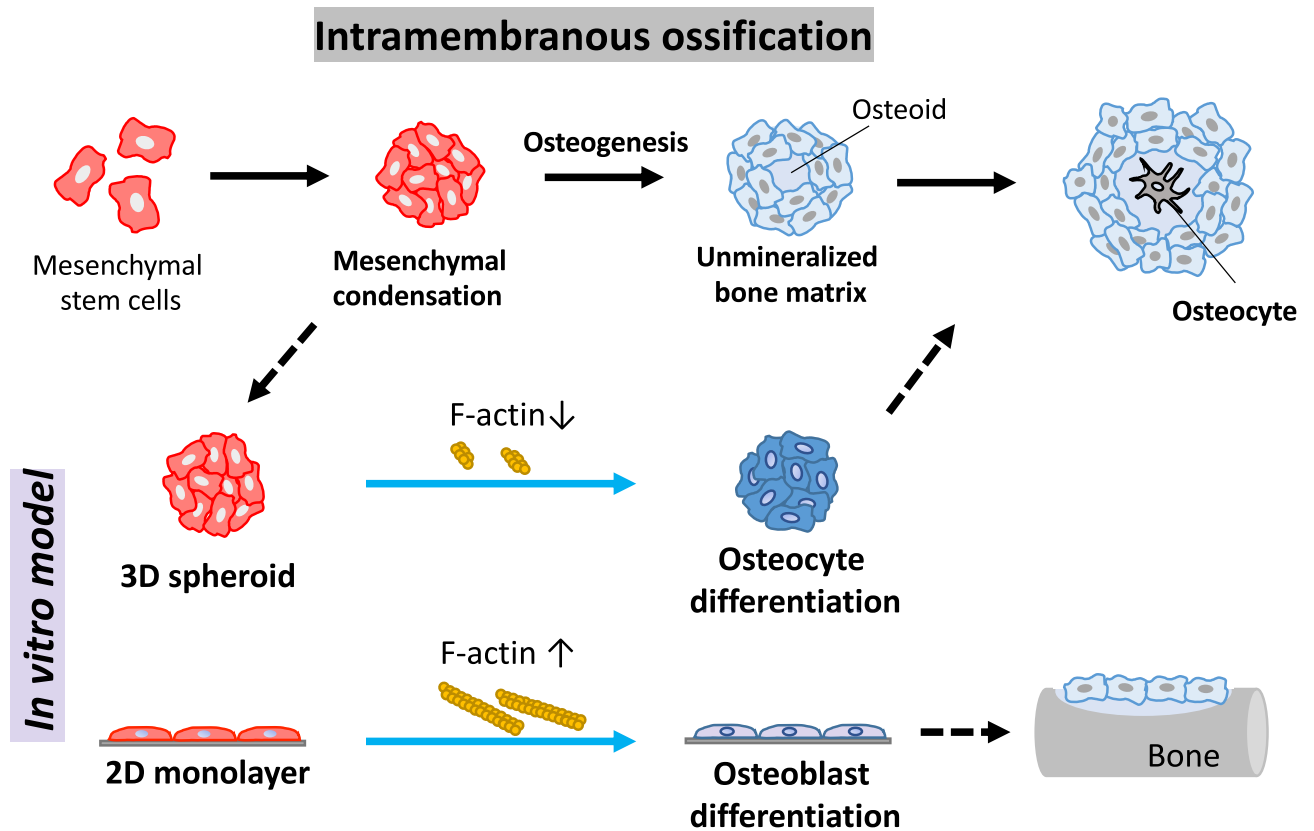 Intramembranous ossification
Osteoid
Osteogenesis
Mesenchymal
stem cells
Mesenchymal
condensation
Unmineralized
bone matrix
Osteocyte
In vitro model
F-actin↓
3D spheroid
Osteocyte
differentiation
F-actin ↑
2D monolayer
Osteoblast
differentiation
Bone